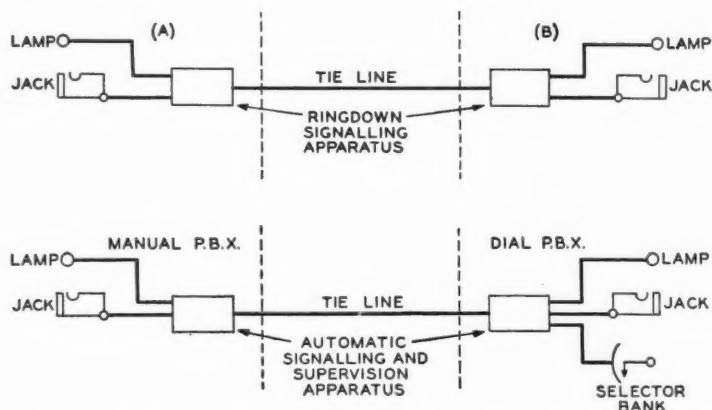 (A)
(B)
LAMP
LAMP
JACK
TIE LINE
JACK
RINGDOWN
SIGNALLING
APPARATUS
MANUAL P.B.X.
DIAL P.B.X.
LAMP
LAMP
JACK
TIE LINE
JACK
AUTOMATIC
SIGNALLING AND
SUPERVISION
APPARATUS
SELECTOR
BANK